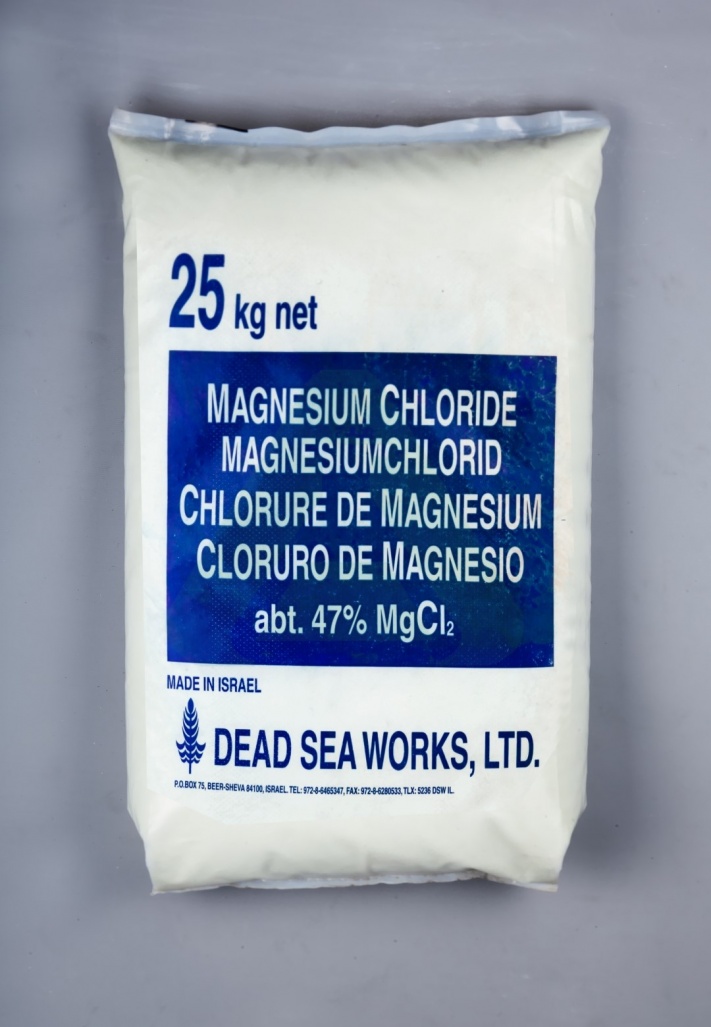 25 kg net
MAGNESIUM CHLORIDE
MAGNESIUMCHLORID
CHLORURE DE MAGNESIUM
CLORURO DE MAGNESIO
abt. 47% MgCl₂
MADE IN ISRAEL
DEAD SEA WORKS, LTD.
P.O.BOX 75, BEER-SHEVA 84100, ISRAEL. TEL: 972-8-6465347, FAX: 972-8-6280533, TLX: 5236 DSW IL.